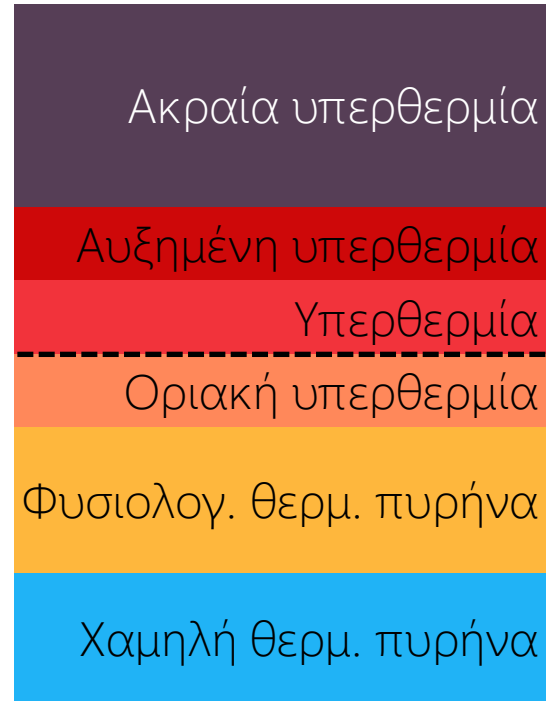 Ακραία υπερθερμία
Αυξημένη υπερθερμία
Υπερθερμία
Οριακή υπερθερμία
Φυσιολογ. θερμ. πυρήνα
Χαμηλή θερμ. πυρήνα